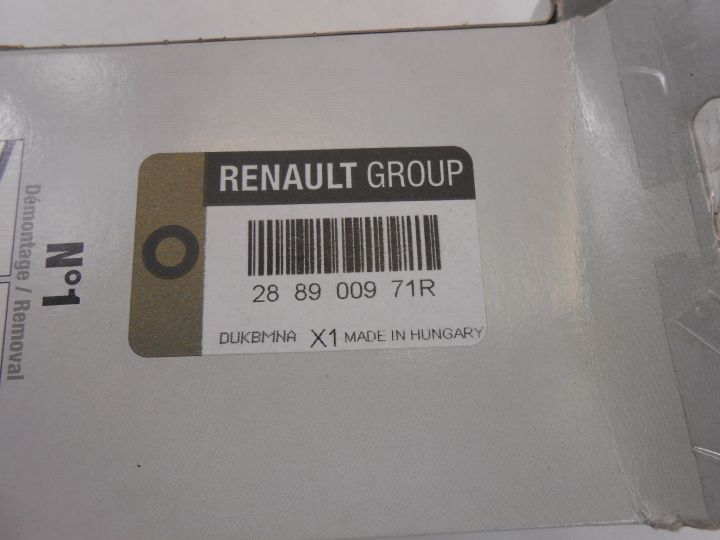 RENAULT GROUP
28 89 009 71R
DUKBMNA X1 MADE IN HUNGARY
N°1
Démontage / Removal